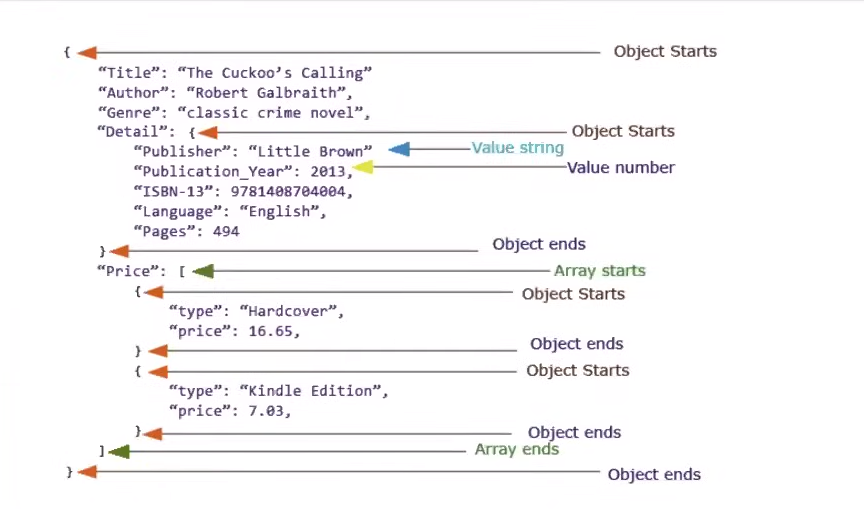 { Object Starts
“Title”: “The Cuckoo’s Calling”
“Author”: “Robert Galbraith”,
“Genre”: “classic crime novel”,
“Detail”: { Object Starts
“Publisher”: “Little Brown” Value string
“Publication_Year”: 2013, Value number
“ISBN-13”: 9781408704004,
“Language”: “English”,
“Pages”: 494
} Object ends
“Price”: [ Array starts
{ Object Starts
“type”: “Hardcover”,
“price”: 16.65,
} Object ends
{ Object Starts
“type”: “Kindle Edition”,
“price”: 7.03,
} Object ends
] Array ends
} Object ends